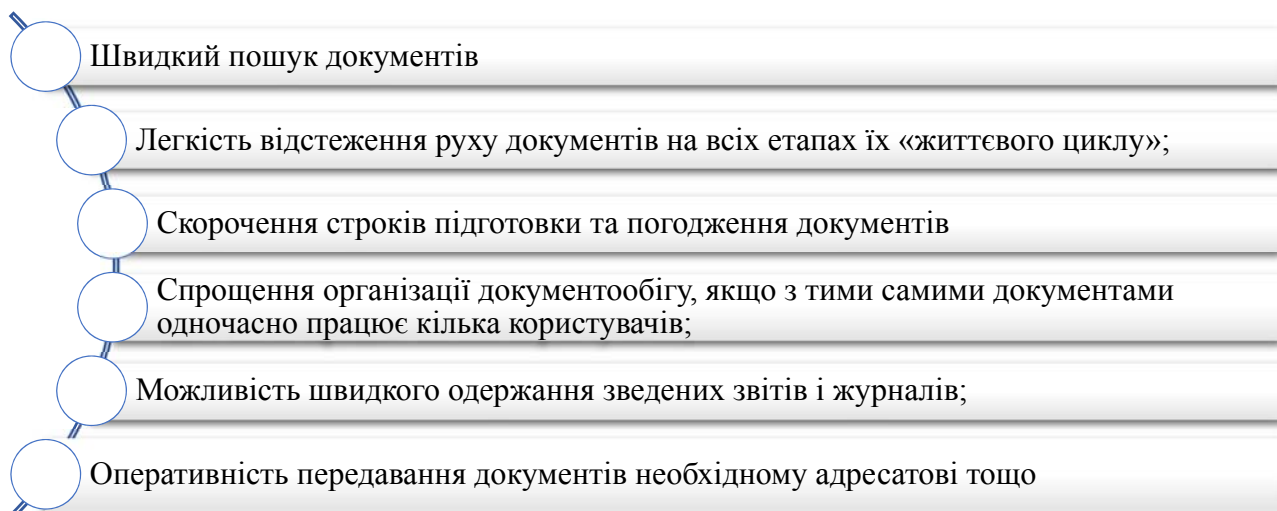 Швидкий пошук документів
Легкість відстеження руху документів на всіх етапах їх «життєвого циклу»;
Скорочення строків підготовки та погодження документів
Спрощення організації документообігу, якщо з тими самими документами
одночасно працює кілька користувачів;
Можливість швидкого одержання зведених звітів і журналів;
Оперативність передавання документів необхідному адресатові тощо